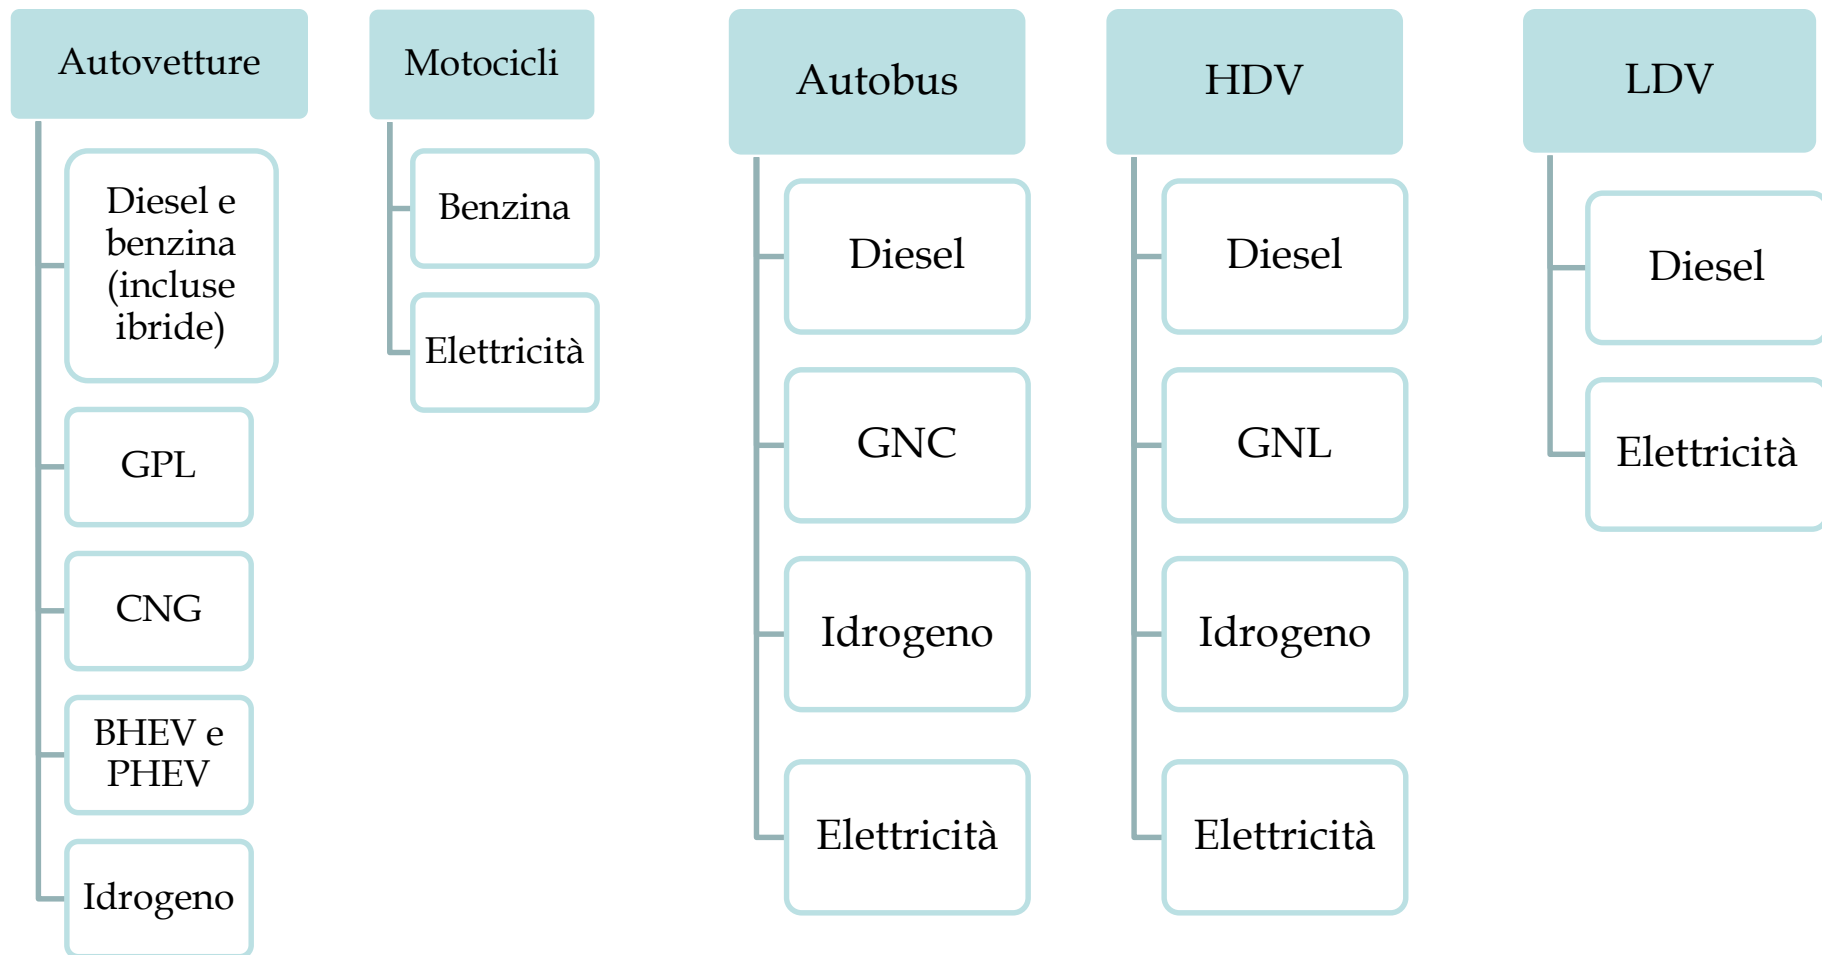 Autovetture
Diesel e
benzina
(incluse
ibride)
GPL
CNG
BHEV e
PHEV
Idrogeno
Motocicli
Benzina
Elettricità
Autobus
Diesel
GNC
Idrogeno
Elettricità
HDV
Diesel
GNL
Idrogeno
Elettricità
LDV
Diesel
Elettricità